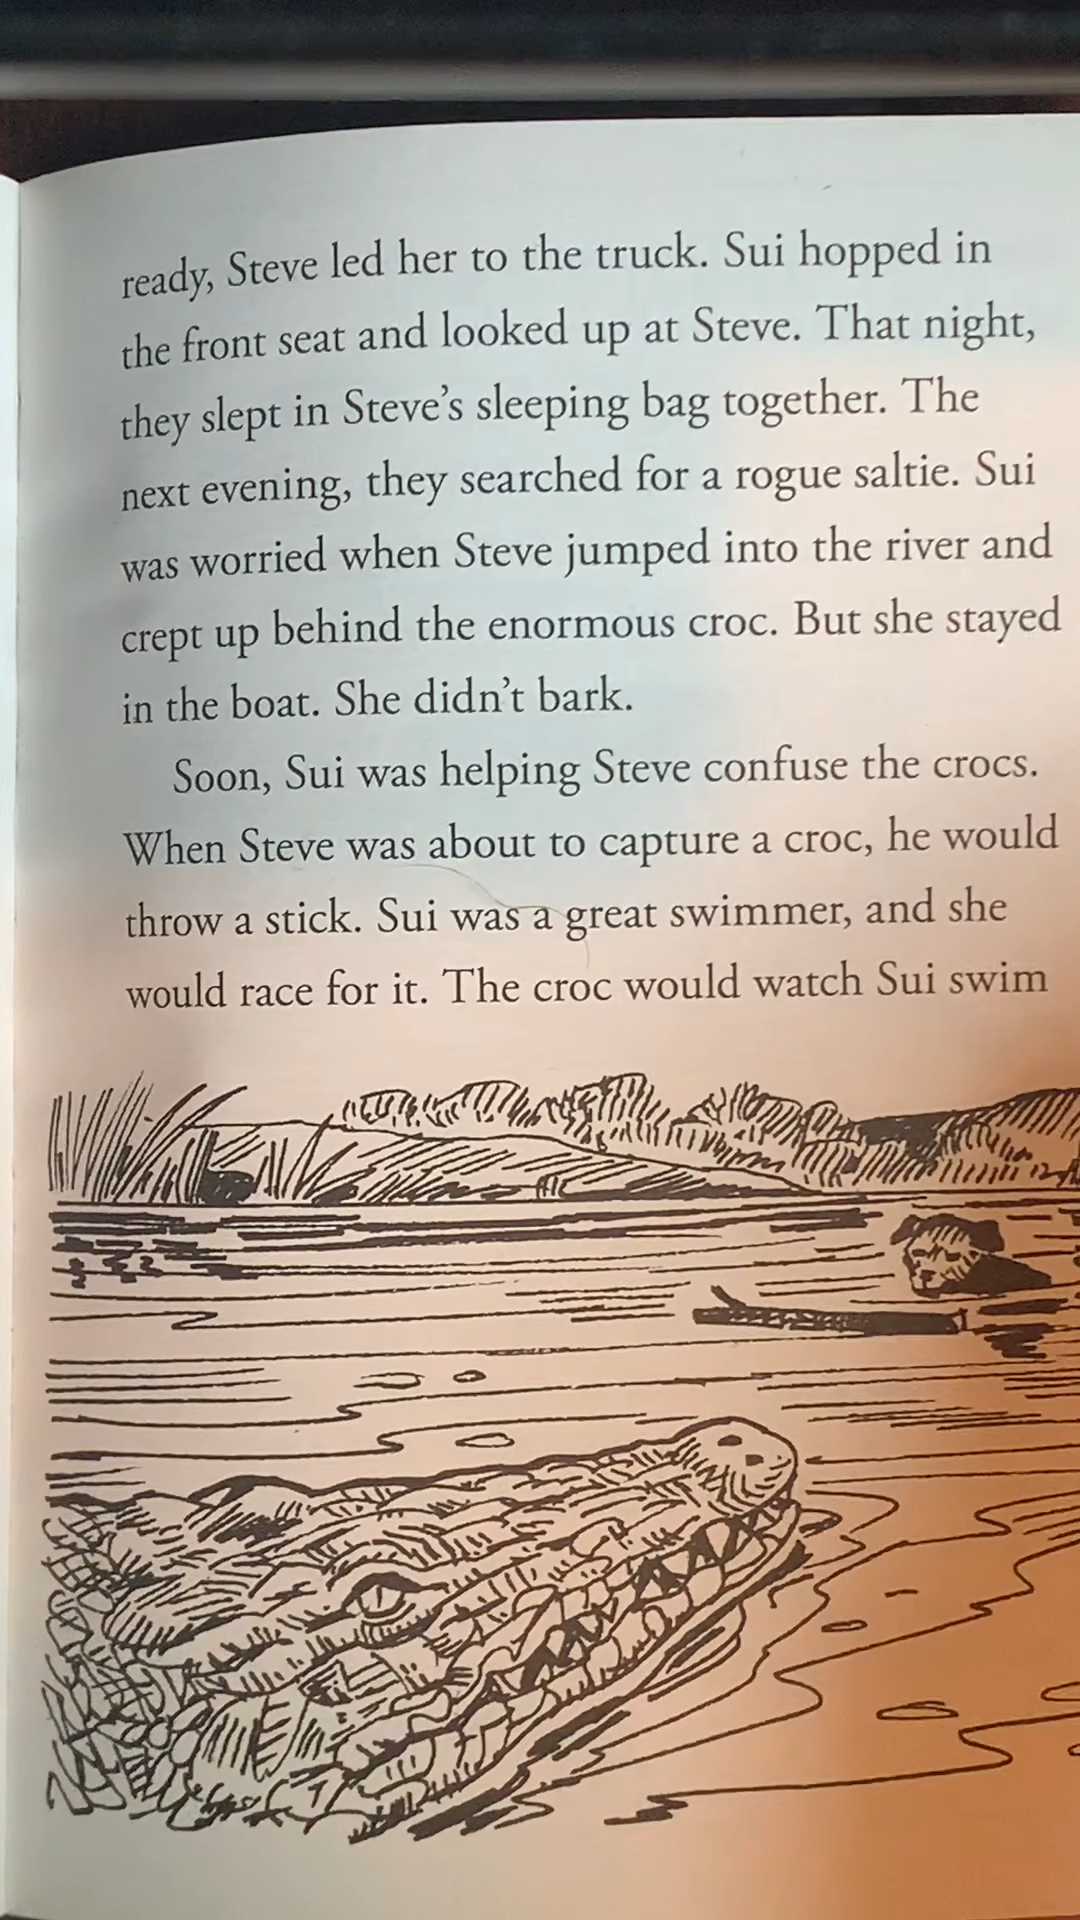 ready, Steve led her to the truck. Sui hopped in
the front seat and looked up at Steve. That night,
they slept in Steve’s sleeping bag together. The
next evening, they searched for a rogue saltie. Sui
was worried when Steve jumped into the river and
crept up behind the enormous croc. But she stayed
in the boat. She didn’t bark.
Soon, Sui was helping Steve confuse the crocs.
When Steve was about to capture a croc, he would
throw a stick. Sui was a great swimmer, and she
would race for it. The croc would watch Sui swim